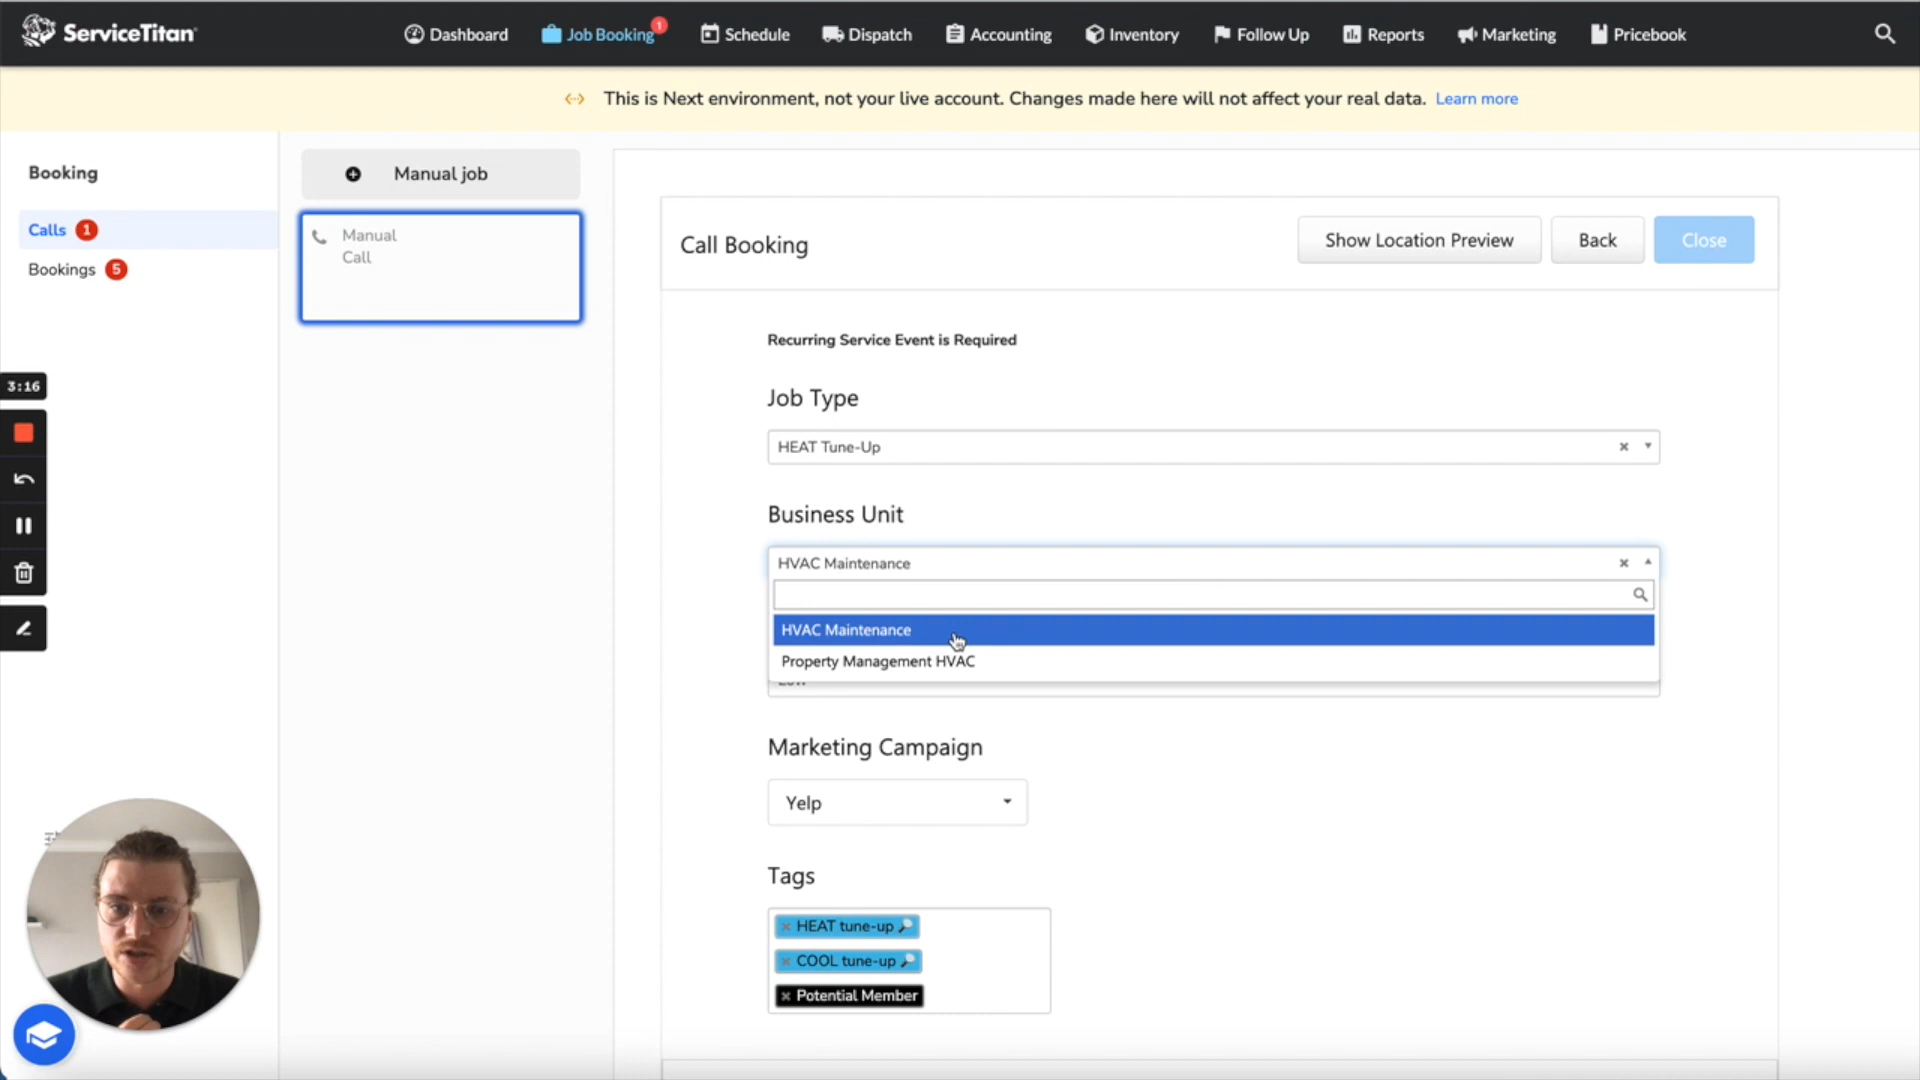 ServiceTitan
Dashboard
Job Booking
1
Schedule
Dispatch
Accounting
Inventory
Follow Up
Reports
Marketing
Pricebook
This is Next environment, not your live account. Changes made here will not affect your real data. Learn more
Booking
Calls 1
Bookings 5
Manual job
Manual
Call
Call Booking
Show Location Preview
Back
Close
Recurring Service Event is Required
Job Type
HEAT Tune-Up
Business Unit
HVAC Maintenance
HVAC Maintenance
Property Management HVAC
Marketing Campaign
Yelp
Tags
HEAT tune-up
COOL tune-up
Potential Member
3:16